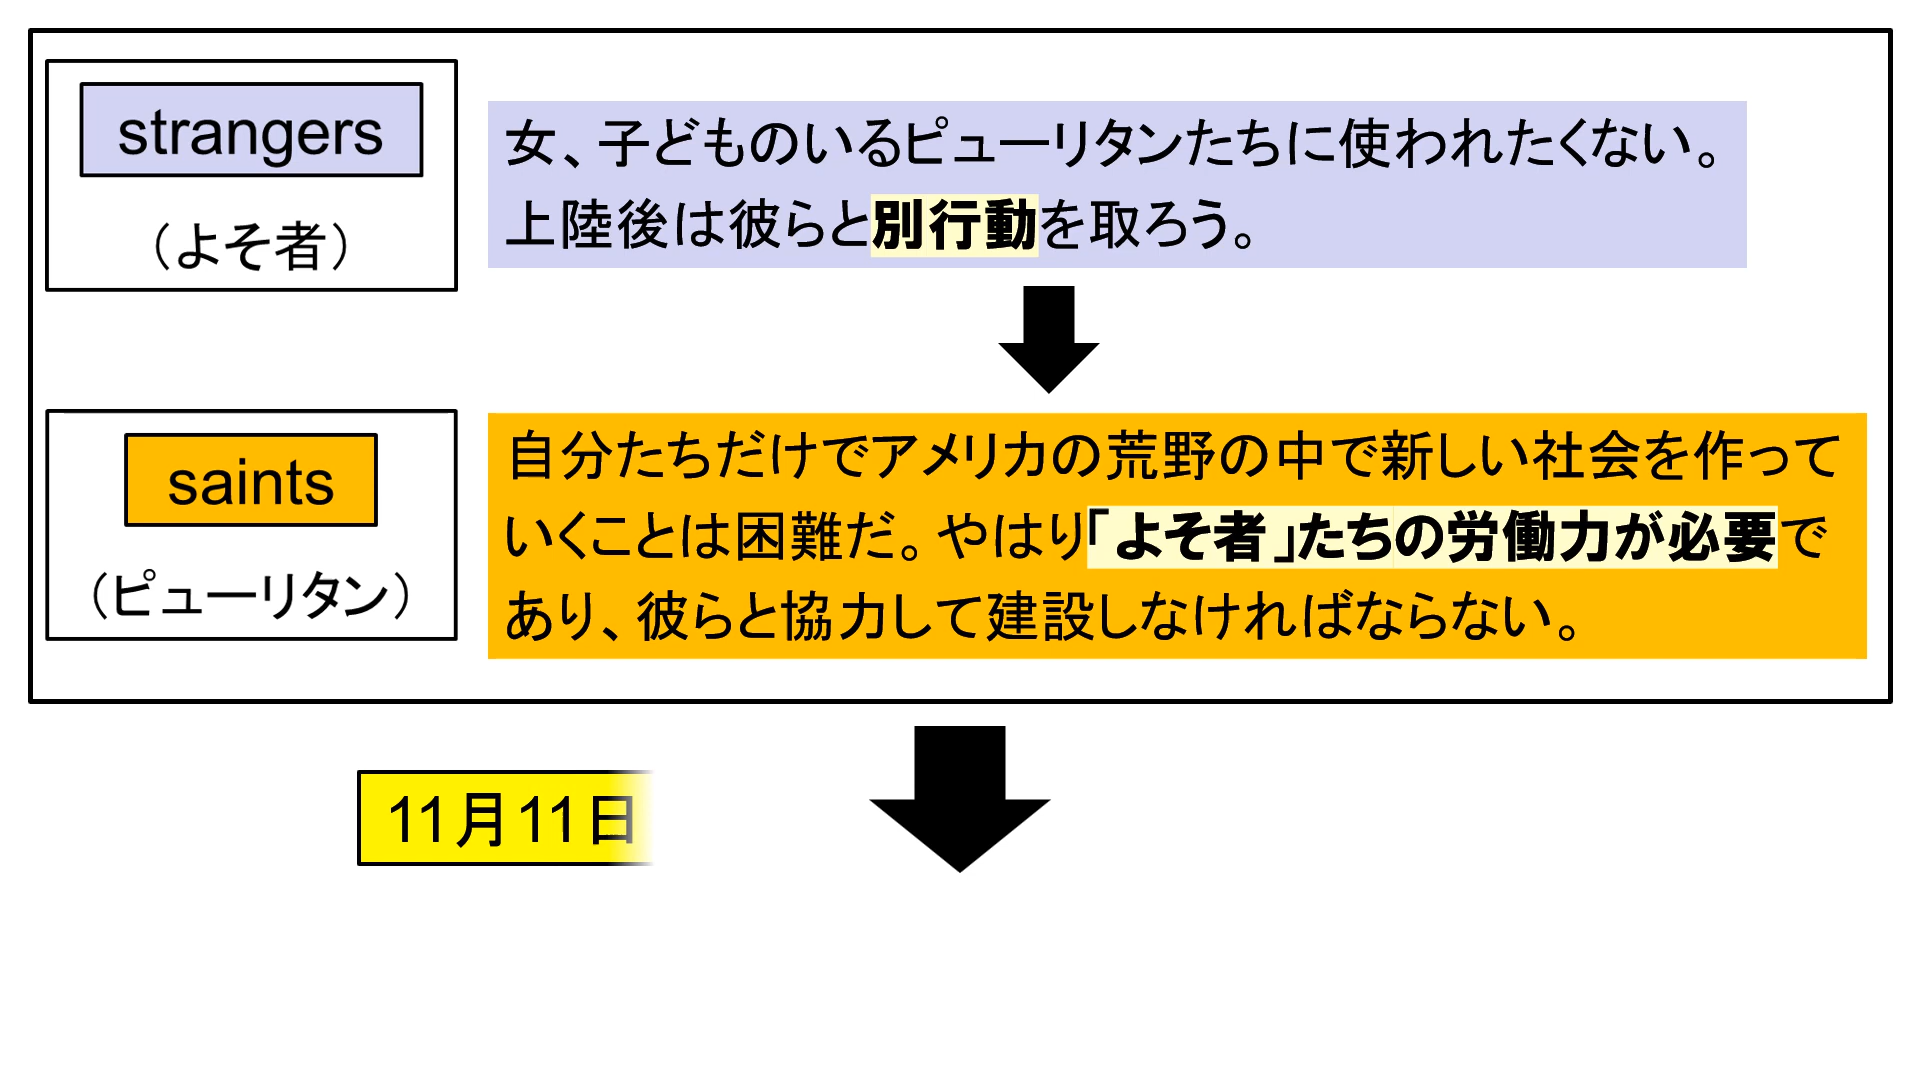 strangers
（よそ者）
女、子どものいるピューリタンたちに使われたくない。
上陸後は彼らと別行動を取ろう。
saints
（ピューリタン）
自分たちだけでアメリカの荒野の中で新しい社会を作って
いくことは困難だ。やはり「よそ者」たちの労働力が必要で
あり、彼らと協力して建設しなければならない。
11月11日